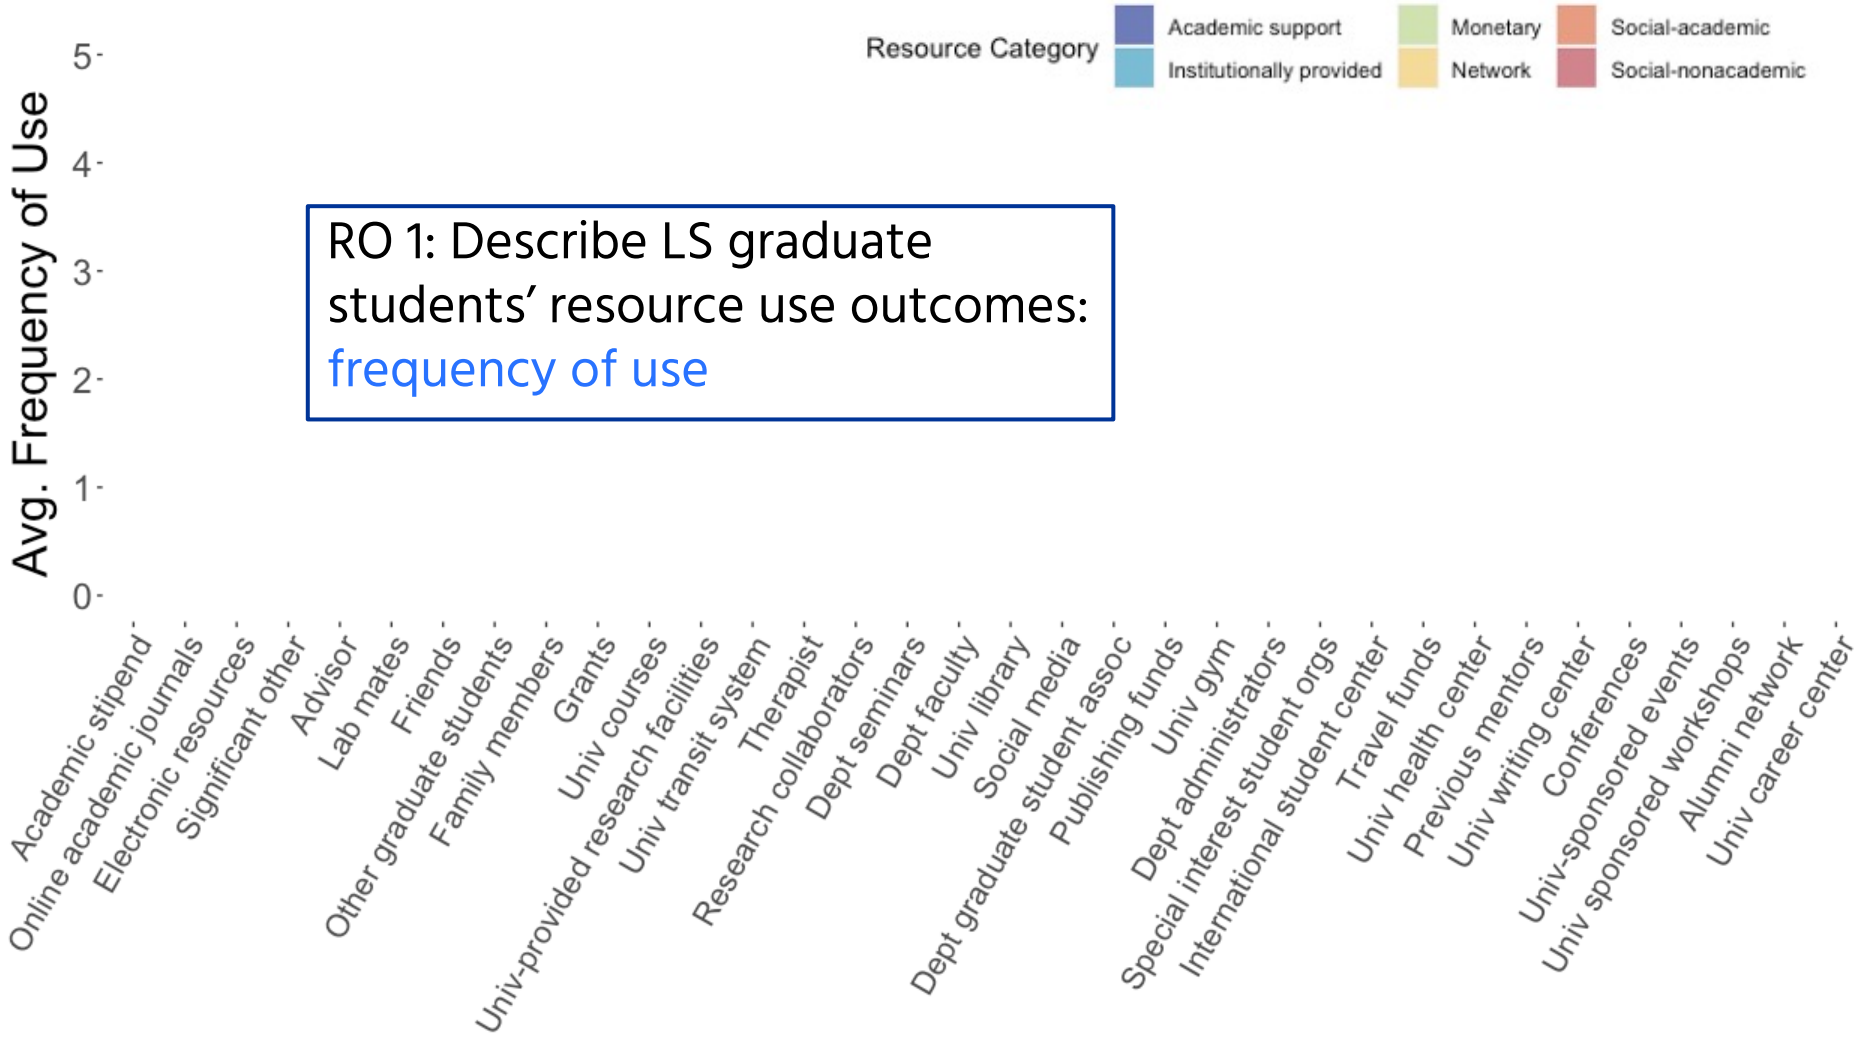 Resource Category
Academic support
Institutionally provided
Monetary
Network
Social-academic
Social-nonacademic
Avg. Frequency of Use
5
4
3
2
1
0
RO 1: Describe LS graduate
students’ resource use outcomes:
frequency of use
Academic stipend
Online academic journals
Electronic resources
Significant other
Advisor
Lab mates
Friends
Other graduate students
Family members
Grants
Univ courses
Univ-provided research facilities
Univ transit system
Therapist
Research collaborators
Dept seminars
Dept faculty
Univ library
Social media
Dept graduate student assoc
Publishing funds
Univ gym
Dept administrators
Special interest student orgs
International student center
Travel funds
Univ health center
Previous mentors
Univ writing center
Conferences
Univ-sponsored events
Univ sponsored workshops
Alumni network
Univ career center